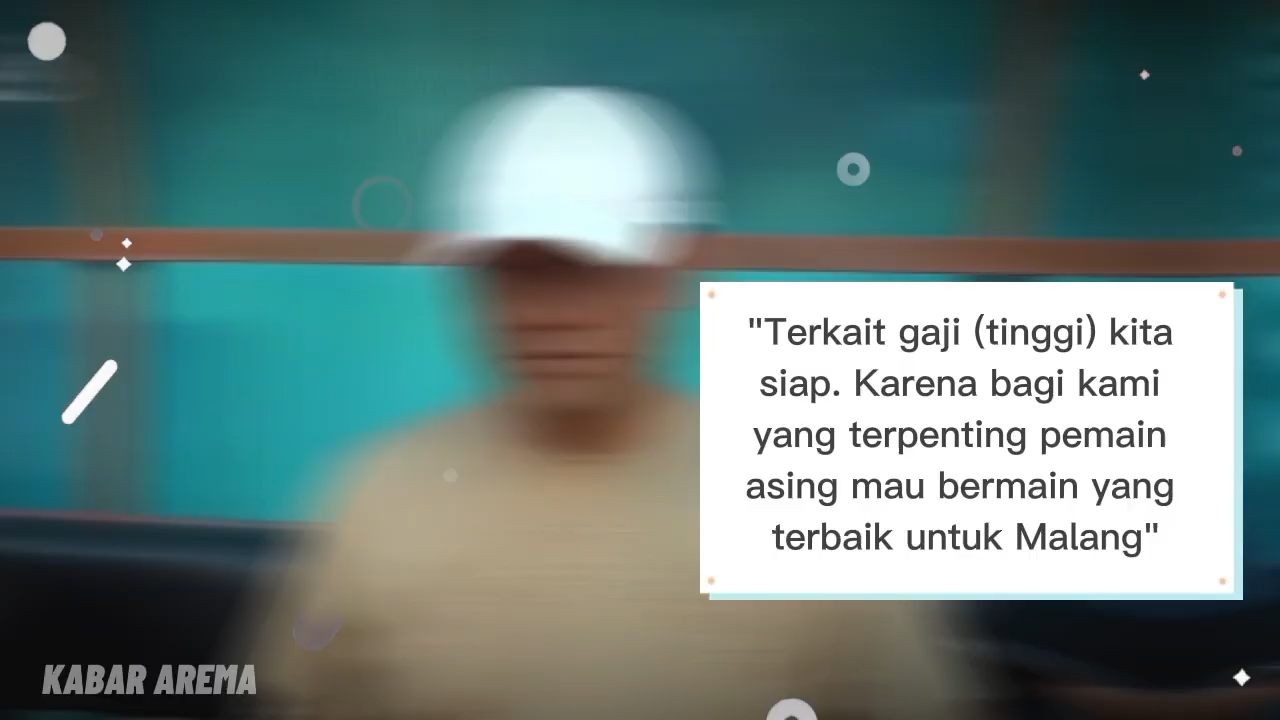 "Terkait gaji (tinggi) kita
siap. Karena bagi kami
yang terpenting pemain
asing mau bermain yang
terbaik untuk Malang"
KABAR AREMA